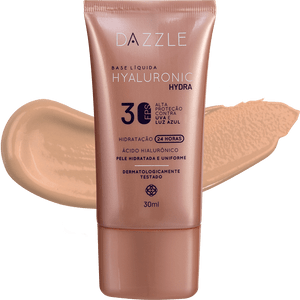 DAZZLE
BASE LÍQUIDA
HYALURONIC
HYDRA
30
FPS
ALTA
PROTEÇÃO
CONTRA
UVA E
LUZ AZUL
HIDRATAÇÃO 24 HORAS
ÁCIDO HIALURÔNICO
PELE HIDRATADA E UNIFORME
DERMATOLOGICAMENTE
TESTADO
30ml